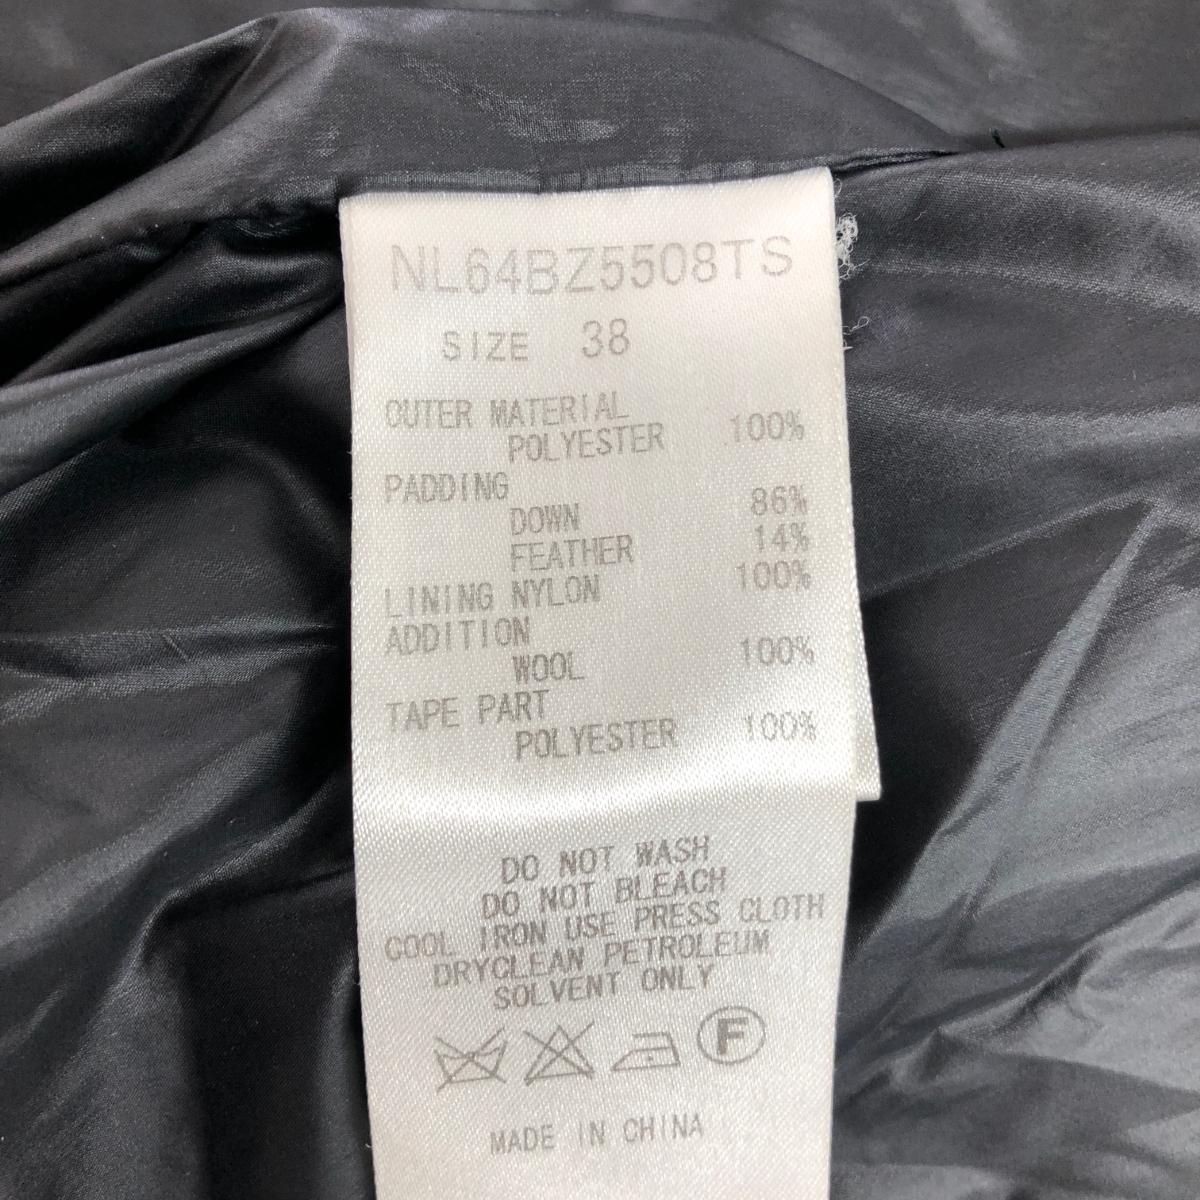 NL64BZ5508TS
SIZE 38
OUTER MATERIAL
POLYESTER 100%
PADDING
DOWN 86%
FEATHER 14%
LINING NYLON 100%
ADDITION
WOOL 100%
TAPE PART
POLYESTER 100%
DO NOT WASH
DO NOT BLEACH
COOL IRON USE PRESS CLOTH
DRYCLEAN PETROLEUM
SOLVENT ONLY
F
MADE IN CHINA